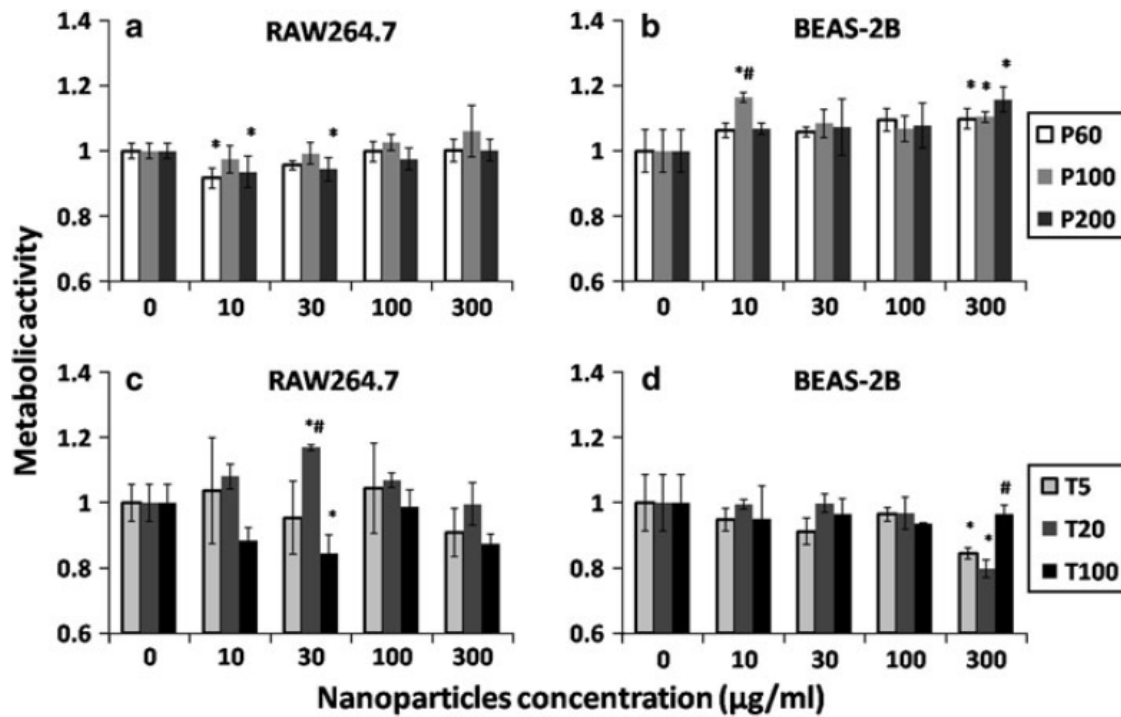 a RAW264.7
1.4
1.2
1
0.8
0.6
* * *
0 10 30 100 300
b BEAS-2B
1.4
1.2
1
0.8
0.6
*# * * *
0 10 30 100 300
P60
P100
P200
Metabolic activity
c RAW264.7
1.4
1.2
1
0.8
0.6
*# *
0 10 30 100 300
d BEAS-2B
1.4
1.2
1
0.8
0.6
* * #
0 10 30 100 300
T5
T20
T100
Nanoparticles concentration (µg/ml)